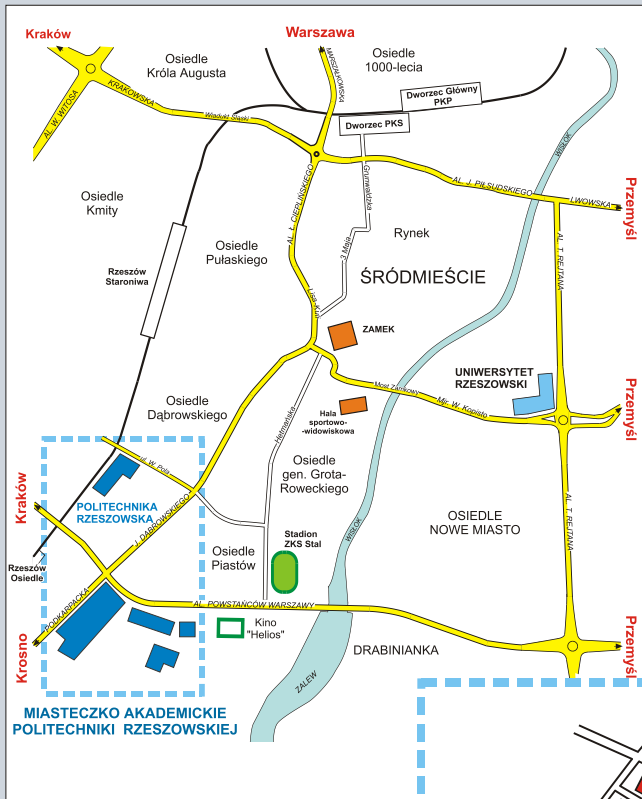 Kraków
Warszawa
Osiedle
Króla Augusta
Osiedle
1000-lecia
MARSZAŁKOWSKA
Dworzec Główny
PKP
KRAKOWSKA
AL. W. WITOSA
Wiadukt Śląski
Dworzec PKS
WISŁOK
AL. J. PIŁSUDSKIEGO
LWOWSKA
Przemyśl
Osiedle
Kmity
AL. Ł. CIEPLIŃSKIEGO
Grunwaldzka
3 Maja
Rynek
AL. T. REJTANA
Osiedle
Pułaskiego
Rzeszów
Staroniwa
ŚRÓDMIEŚCIE
Lisa-Kuli
ZAMEK
UNIWERSYTET
RZESZOWSKI
Przemyśl
Most Zamkowy
Mjr. W. Kopisto
Osiedle
Dąbrowskiego
Hetmańska
Hala
sportowo-
-widowiskowa
ul. W. Pola
Osiedle
gen. Grota-
Roweckiego
Kraków
POLITECHNIKA
RZESZOWSKA
J. DĄBROWSKIEGO
OSIEDLE
NOWE MIASTO
AL. T. REJTANA
Stadion
ZKS Stal
WISŁOK
Osiedle
Piastów
Rzeszów
Osiedle
PODKARPACKA
AL. POWSTAŃCÓW WARSZAWY
Krosno
Kino
"Helios"
DRABINIANKA
Przemyśl
ZALEW
MIASTECZKO AKADEMICKIE
POLITECHNIKI RZESZOWSKIEJ